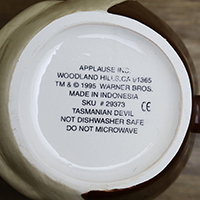 APPLAUSE INC.
WOODLAND HILLS, CA 91365
TM & © 1995 WARNER BROS.
MADE IN INDONESIA
SKU # 29373 CE
TASMANIAN DEVIL
NOT DISHWASHER SAFE
DO NOT MICROWAVE